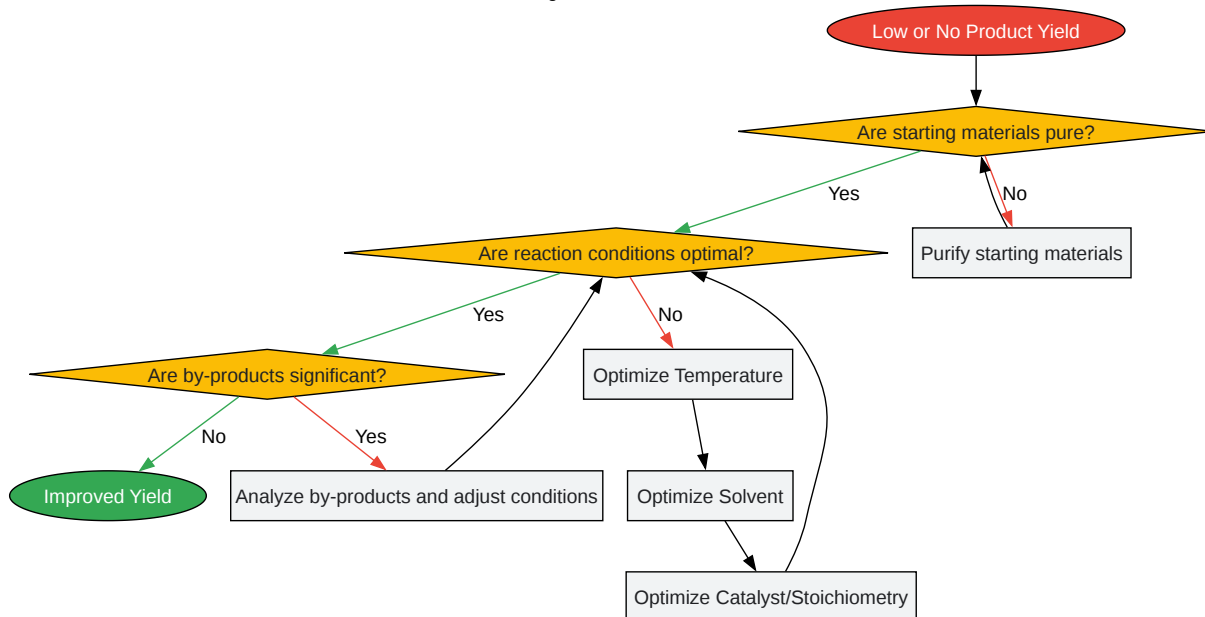 Low or No Product Yield
Are starting materials pure?
Yes
No
Are reaction conditions optimal?
Purify starting materials
Yes
No
Are by-products significant?
Optimize Temperature
No
Yes
Improved Yield
Analyze by-products and adjust conditions
Optimize Solvent
Optimize Catalyst/Stoichiometry